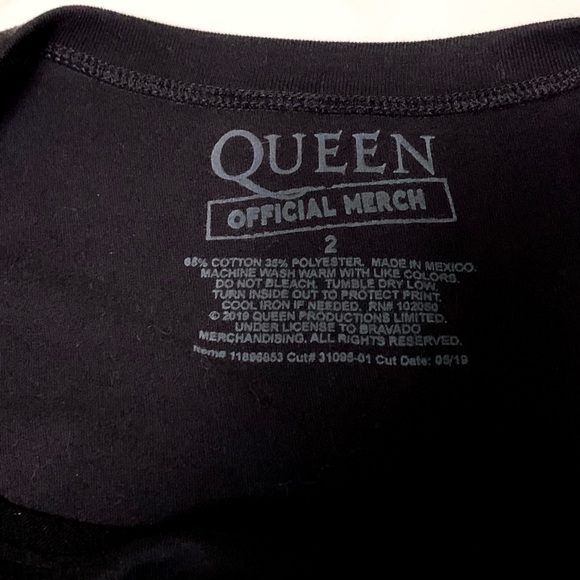 QUEEN
OFFICIAL MERCH
2
65% COTTON 35% POLYESTER. MADE IN MEXICO.
MACHINE WASH WARM WITH LIKE COLORS.
DO NOT BLEACH. TUMBLE DRY LOW.
TURN INSIDE OUT TO PROTECT PRINT.
COOL IRON IF NEEDED. RN# 102050
© 2019 QUEEN PRODUCTIONS LIMITED.
UNDER LICENSE TO BRAVADO
MERCHANDISING. ALL RIGHTS RESERVED.
Item# 11896853 Cut# 31095-01 Cut Date: 05/19